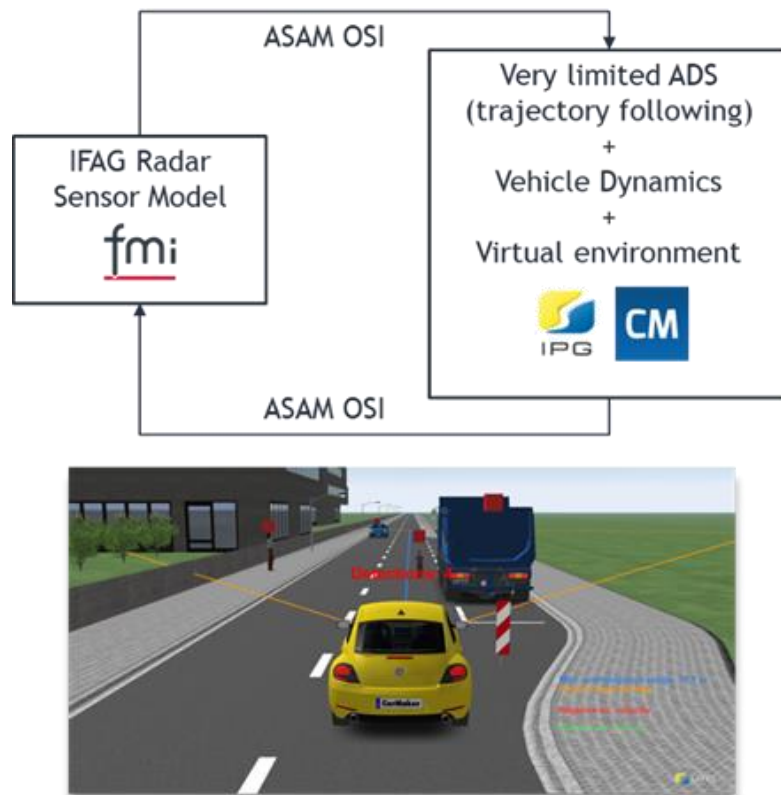 ASAM OSI
IFAG Radar
Sensor Model
fmi
Very limited ADS
(trajectory following)
+
Vehicle Dynamics
+
Virtual environment
IPG
CM
ASAM OSI
CarMaker